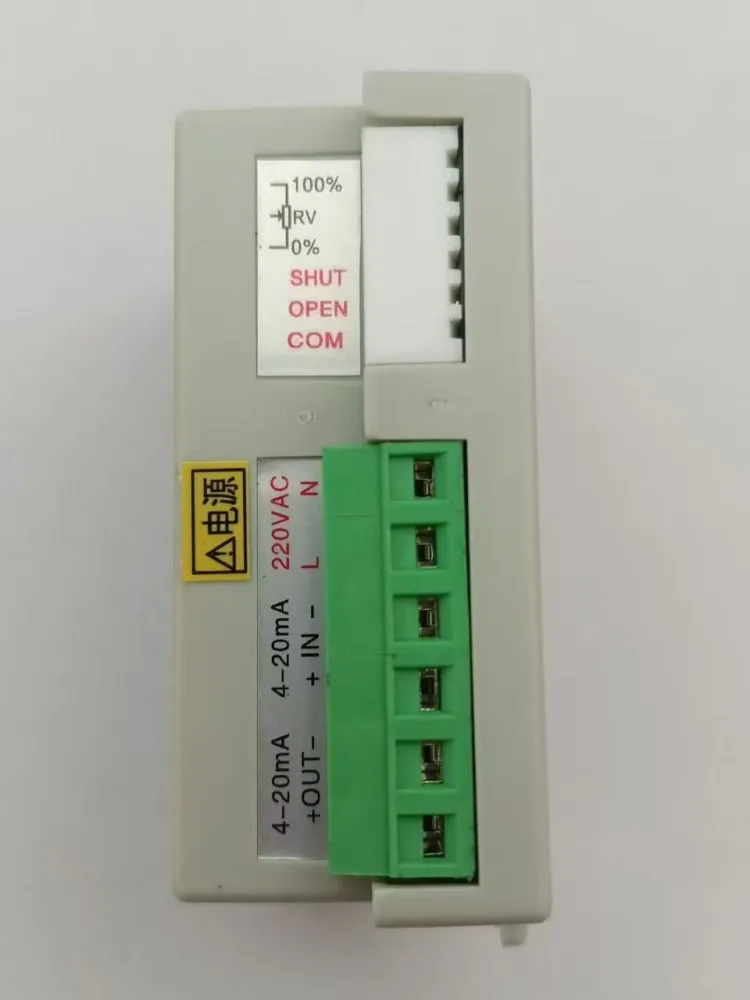 100%
RV
0%
SHUT
OPEN
COM
电源
220VAC
N
L
4-20mA
+ IN -
4-20mA
+OUT-